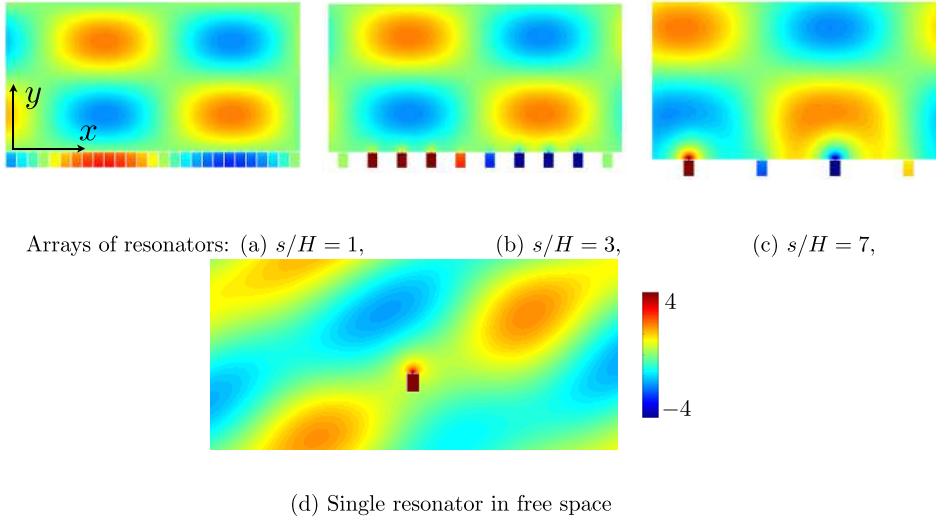 y
x
Arrays of resonators: (a) s/H = 1, (b) s/H = 3, (c) s/H = 7,
4
−4
(d) Single resonator in free space